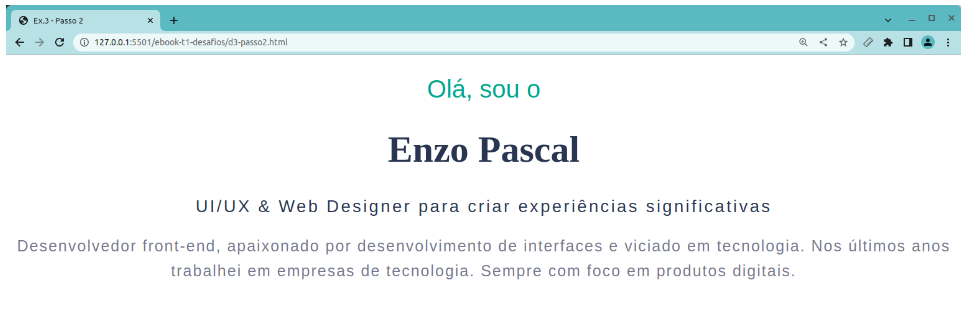 Ex.3 - Passo 2
127.0.0.1:5501/ebook-t1-desafios/d3-passo2.html
Olá, sou o
Enzo Pascal
UI/UX & Web Designer para criar experiências significativas
Desenvolvedor front-end, apaixonado por desenvolvimento de interfaces e viciado em tecnologia. Nos últimos anos
trabalhei em empresas de tecnologia. Sempre com foco em produtos digitais.